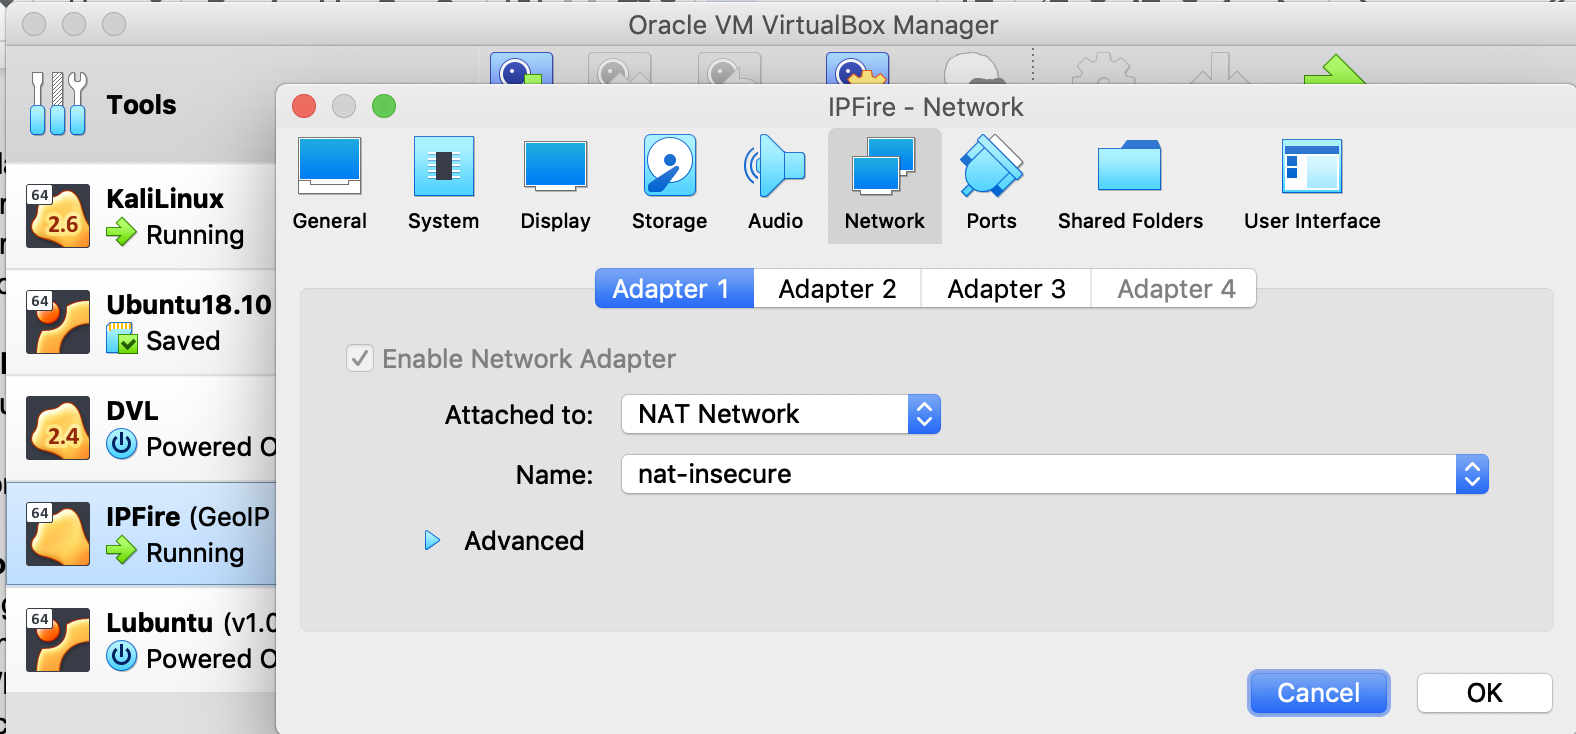 Oracle VM VirtualBox Manager
Tools
IPFire - Network
General
System
Display
Storage
Audio
Network
Ports
Shared Folders
User Interface
64
2.6
KaliLinux
Running
64
Ubuntu18.10
Saved
2.4
DVL
Powered O
64
IPFire (GeoIP
Running
64
Lubuntu (v1.0
Powered O
Adapter 1
Adapter 2
Adapter 3
Adapter 4
Enable Network Adapter
Attached to:
NAT Network
Name:
nat-insecure
Advanced
Cancel
OK